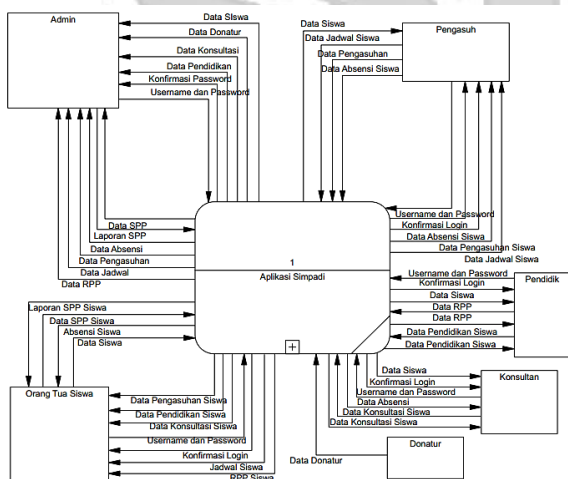 Admin
Data SIswa
Data Donatur
Data Konsultasi
Data Pendidikan
Konfirmasi Password
Username dan Password
Data Siswa
Data Jadwal Siswa
Data Pengasuhan
Data Absensi Siswa
Pengasuh
Data SPP
Laporan SPP
Data Absensi
Data Pengasuhan
Data Jadwal
Data RPP
1
Aplikasi Simpadi
Username dan Password
Konfirmasi Login
Data Absensi Siswa
Data Pengasuhan Siswa
Data Jadwal Siswa
Username dan Password
Konfirmasi Login
Data Siswa
Data RPP
Data RPP
Data Pendidikan Siswa
Data Pendidikan Siswa
Pendidik
Laporan SPP Siswa
Data SPP Siswa
Absensi Siswa
Data Siswa
Orang Tua Siswa
Data Pengasuhan Siswa
Data Pendidikan Siswa
Data Konsultasi Siswa
Username dan Password
Konfirmasi Login
Jadwal Siswa
RPP Siswa
Data Siswa
Konfirmasi Login
Username dan Password
Data Absensi
Data Konsultasi Siswa
Data Konsultasi Siswa
Konsultan
Data Donatur
Donatur